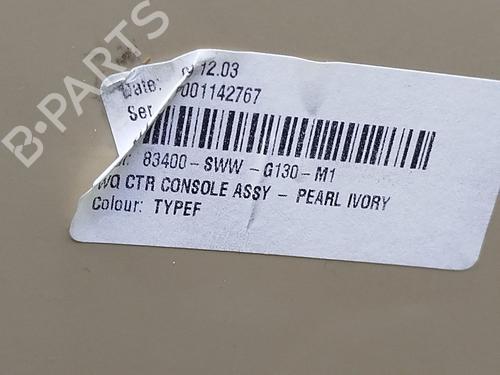 B-PARTS
Date: 12.03
Ser 001142767
83400-SWW-G130-M1
CTR CONSOLE ASSY - PEARL IVORY
Colour: TYPEF